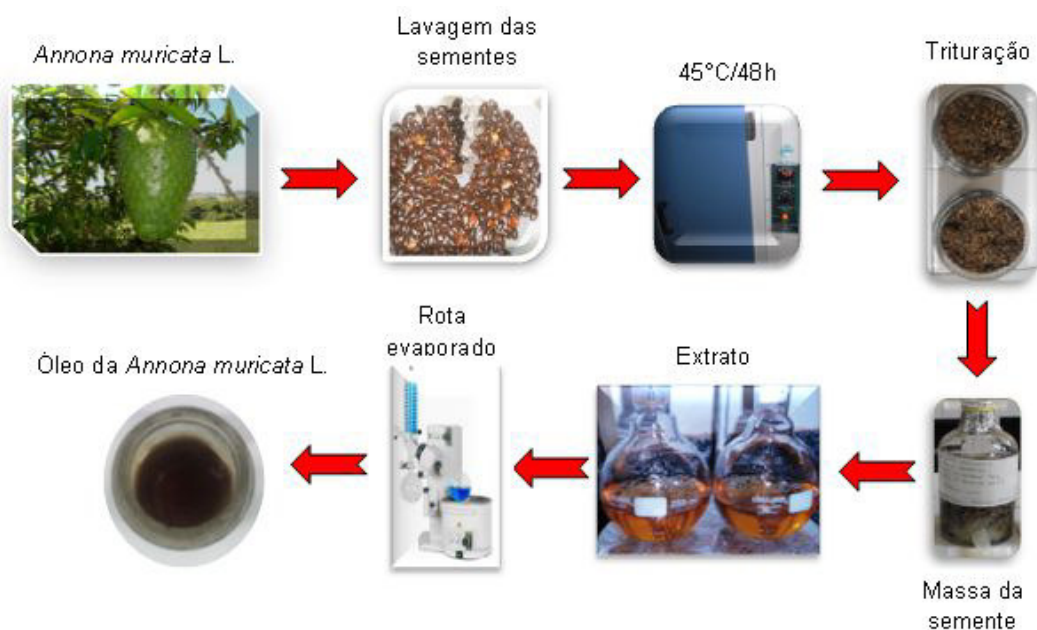 Annona muricata L.
Lavagem das
sementes
45°C/48h
Trituração
Massa da
semente
Extrato
Rota
evaporado
Óleo da Annona muricata L.